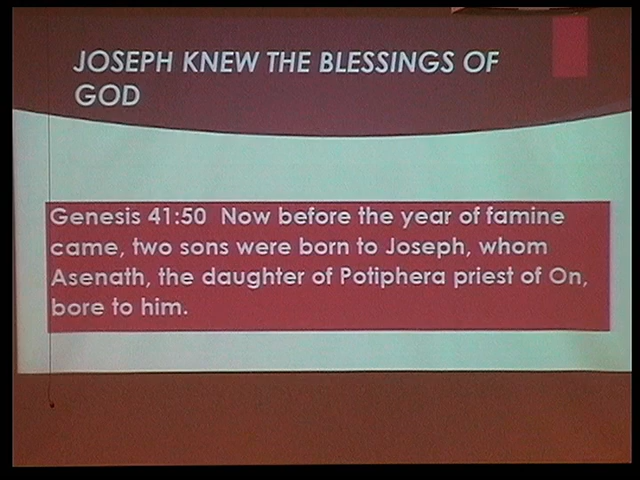 JOSEPH KNEW THE BLESSINGS OF
GOD
Genesis 41:50 Now before the year of famine
came, two sons were born to Joseph, whom
Asenath, the daughter of Potiphera priest of On,
bore to him.